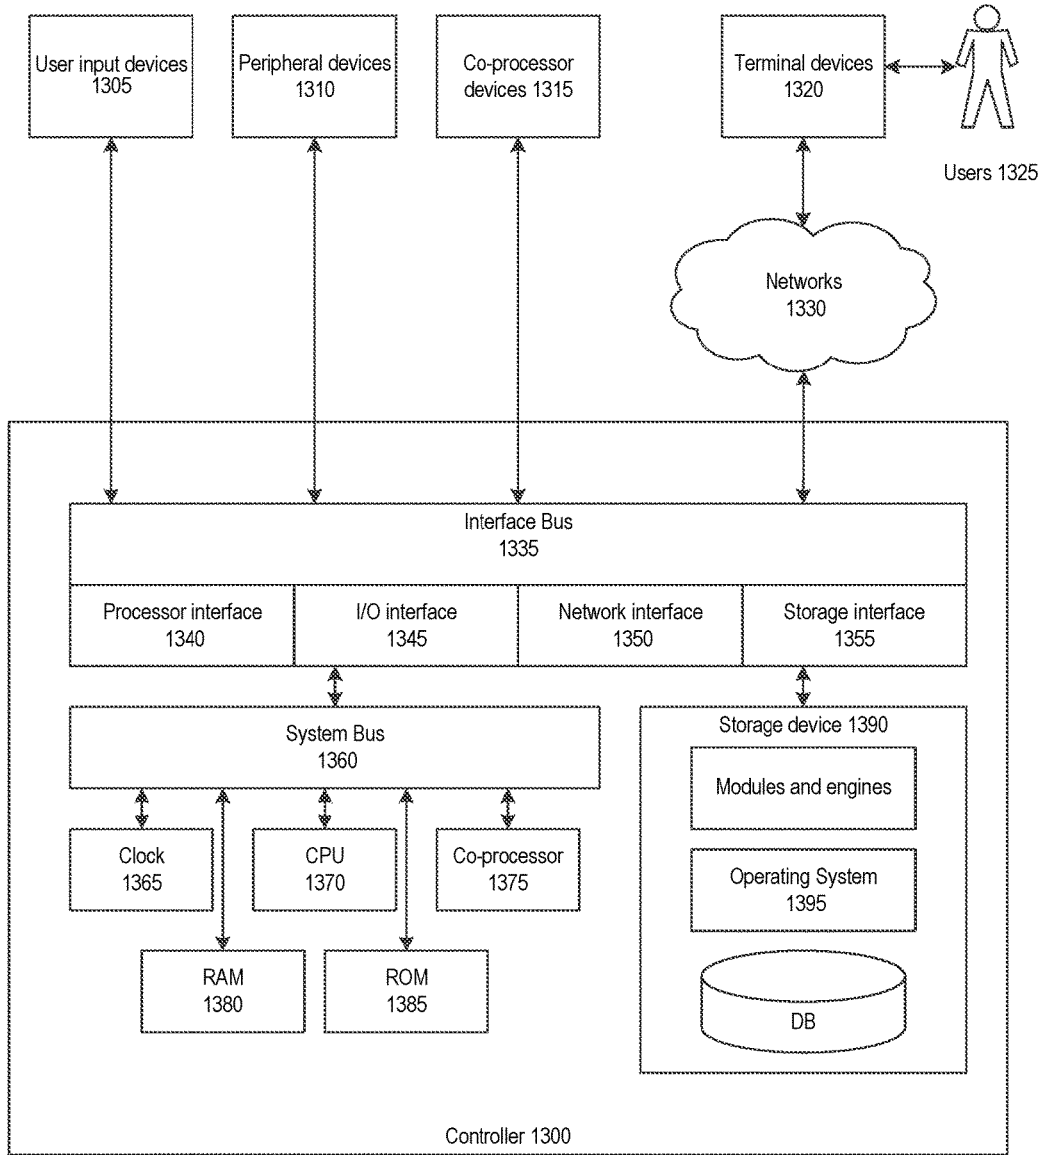 User input devices
1305
Peripheral devices
1310
Co-processor
devices 1315
Terminal devices
1320
Users 1325
Networks
1330
Interface Bus
1335
Processor interface
1340
I/O interface
1345
Network interface
1350
Storage interface
1355
System Bus
1360
Storage device 1390
Modules and engines
Clock
1365
CPU
1370
Co-processor
1375
Operating System
1395
RAM
1380
ROM
1385
DB
Controller 1300